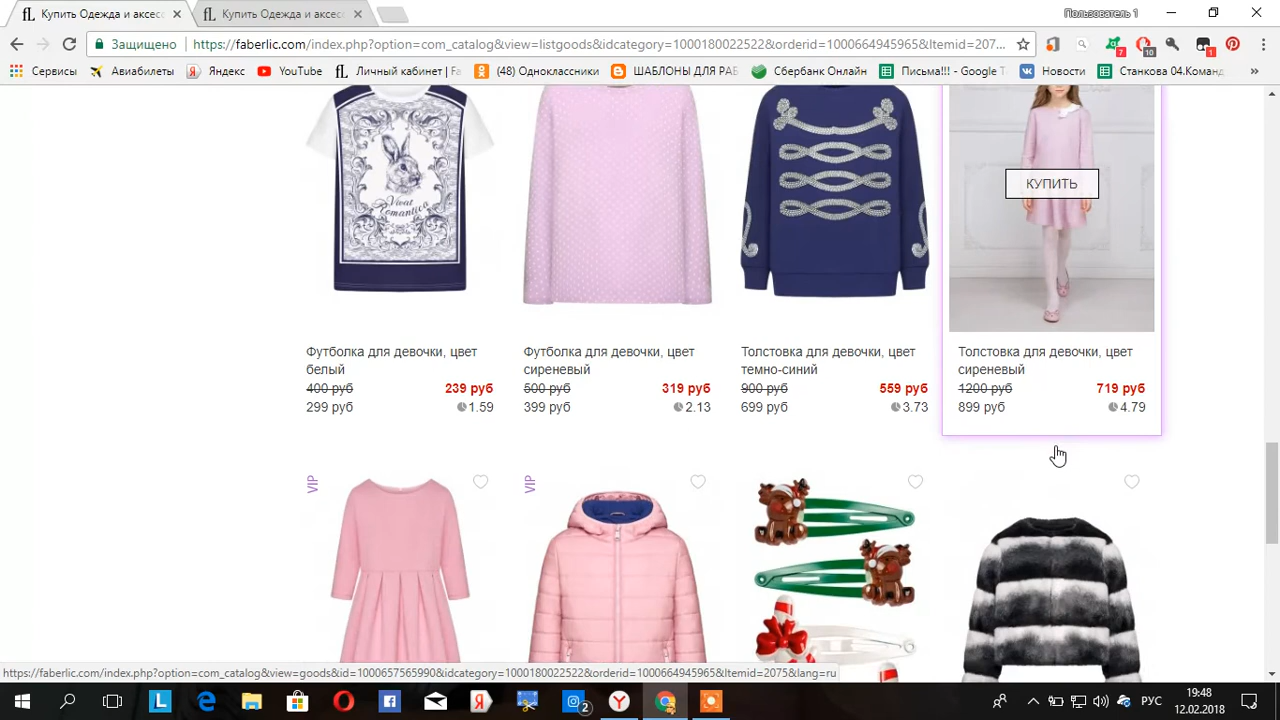 Купить Одежда и аксесс
Купить Одежда и аксесс
Пользователь 1
Защищено
https://faberlic.com/index.php?option=com_catalog&view=listgoods&idcategory=1000180022522&orderid=1000664945965&Itemid=207...
7
10
1
Сервисы
Авиабилеты
Яндекс
YouTube
Личный кабинет | Fa
(48) Одноклассники
ШАБЛОНЫ ДЛЯ РАБ
Сбербанк Онлайн
Письма!!! - Google Т
Новости
Станкова 04.Команд
»
Vivat
Romantica
КУПИТЬ
Футболка для девочки, цвет
белый
400 руб 239 руб
299 руб 1.59
Футболка для девочки, цвет
сиреневый
500 руб 319 руб
399 руб 2.13
Толстовка для девочки, цвет
темно-синий
900 руб 559 руб
699 руб 3.73
Толстовка для девочки, цвет
сиреневый
1200 руб 719 руб
899 руб 4.79
VIP
VIP
https://faberlic.com/index.php?option=com_catalog&view=goods&id=1000657565990&idcategory=1000180022522&orderid=1000664945965&Itemid=2075&lang=ru
2
РУС
19:48
12.02.2018